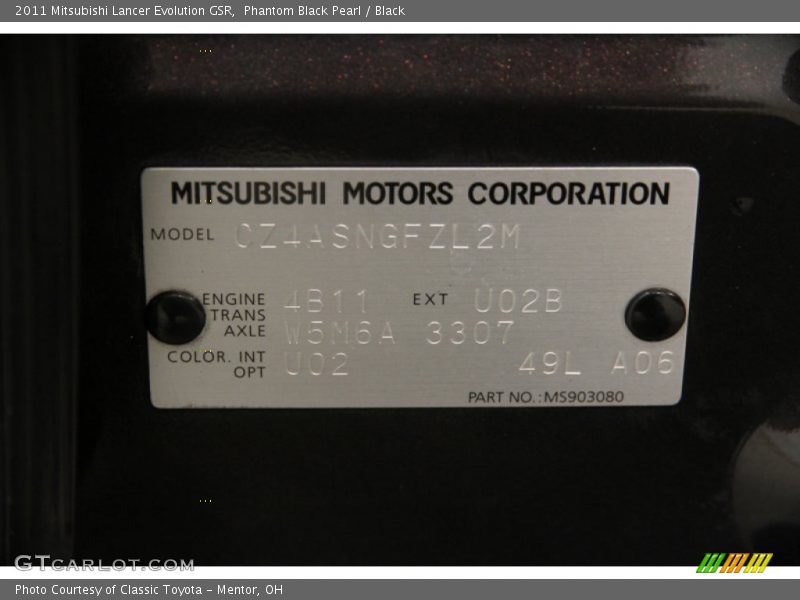 2011 Mitsubishi Lancer Evolution GSR, Phantom Black Pearl / Black
MITSUBISHI MOTORS CORPORATION
MODEL CZ4ASNGFZL2M
ENGINE 4B11 EXT U02B
TRANS
AXLE W5M6A 3307
COLOR. INT
OPT U02 49L A06
PART NO.: MS903080
GTCARLOT.COM
Photo Courtesy of Classic Toyota - Mentor, OH